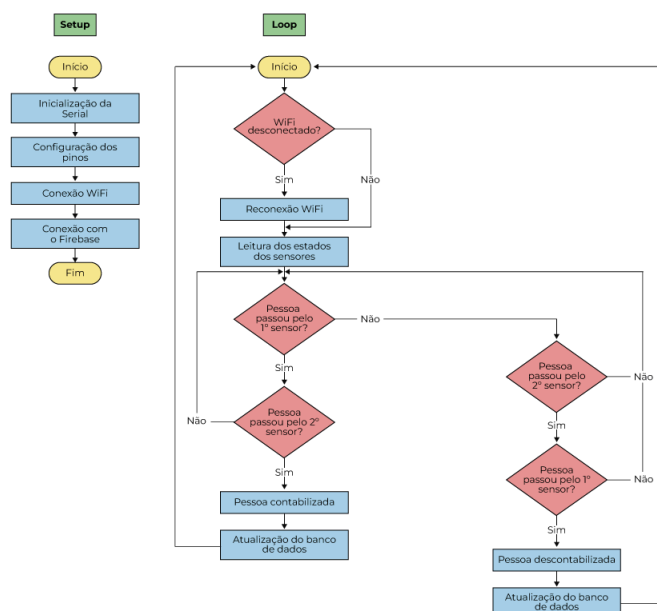 Setup
Início
Inicialização da
Serial
Configuração dos
pinos
Conexão WiFi
Conexão com
o Firebase
Fim
Loop
Início
WiFi
desconectado?
Sim
Não
Reconexão WiFi
Leitura dos estados
dos sensores
Pessoa
passou pelo
1º sensor?
Não
Sim
Pessoa
passou pelo 2º
sensor?
Não
Sim
Pessoa contabilizada
Atualização do banco
de dados
Pessoa
passou pelo
2º sensor?
Não
Sim
Pessoa
passou pelo 1º
sensor?
Não
Sim
Pessoa descontabilizada
Atualização do banco
de dados